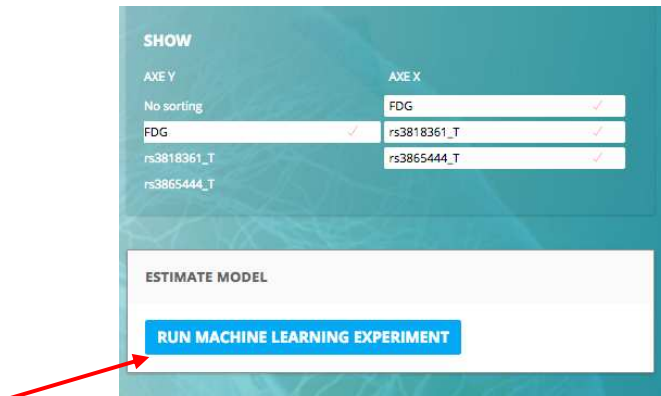 SHOW
AXE Y AXE X
No sorting FDG ✓
FDG ✓ rs3818361_T ✓
rs3818361_T rs3865444_T ✓
rs3865444_T
ESTIMATE MODEL
RUN MACHINE LEARNING EXPERIMENT